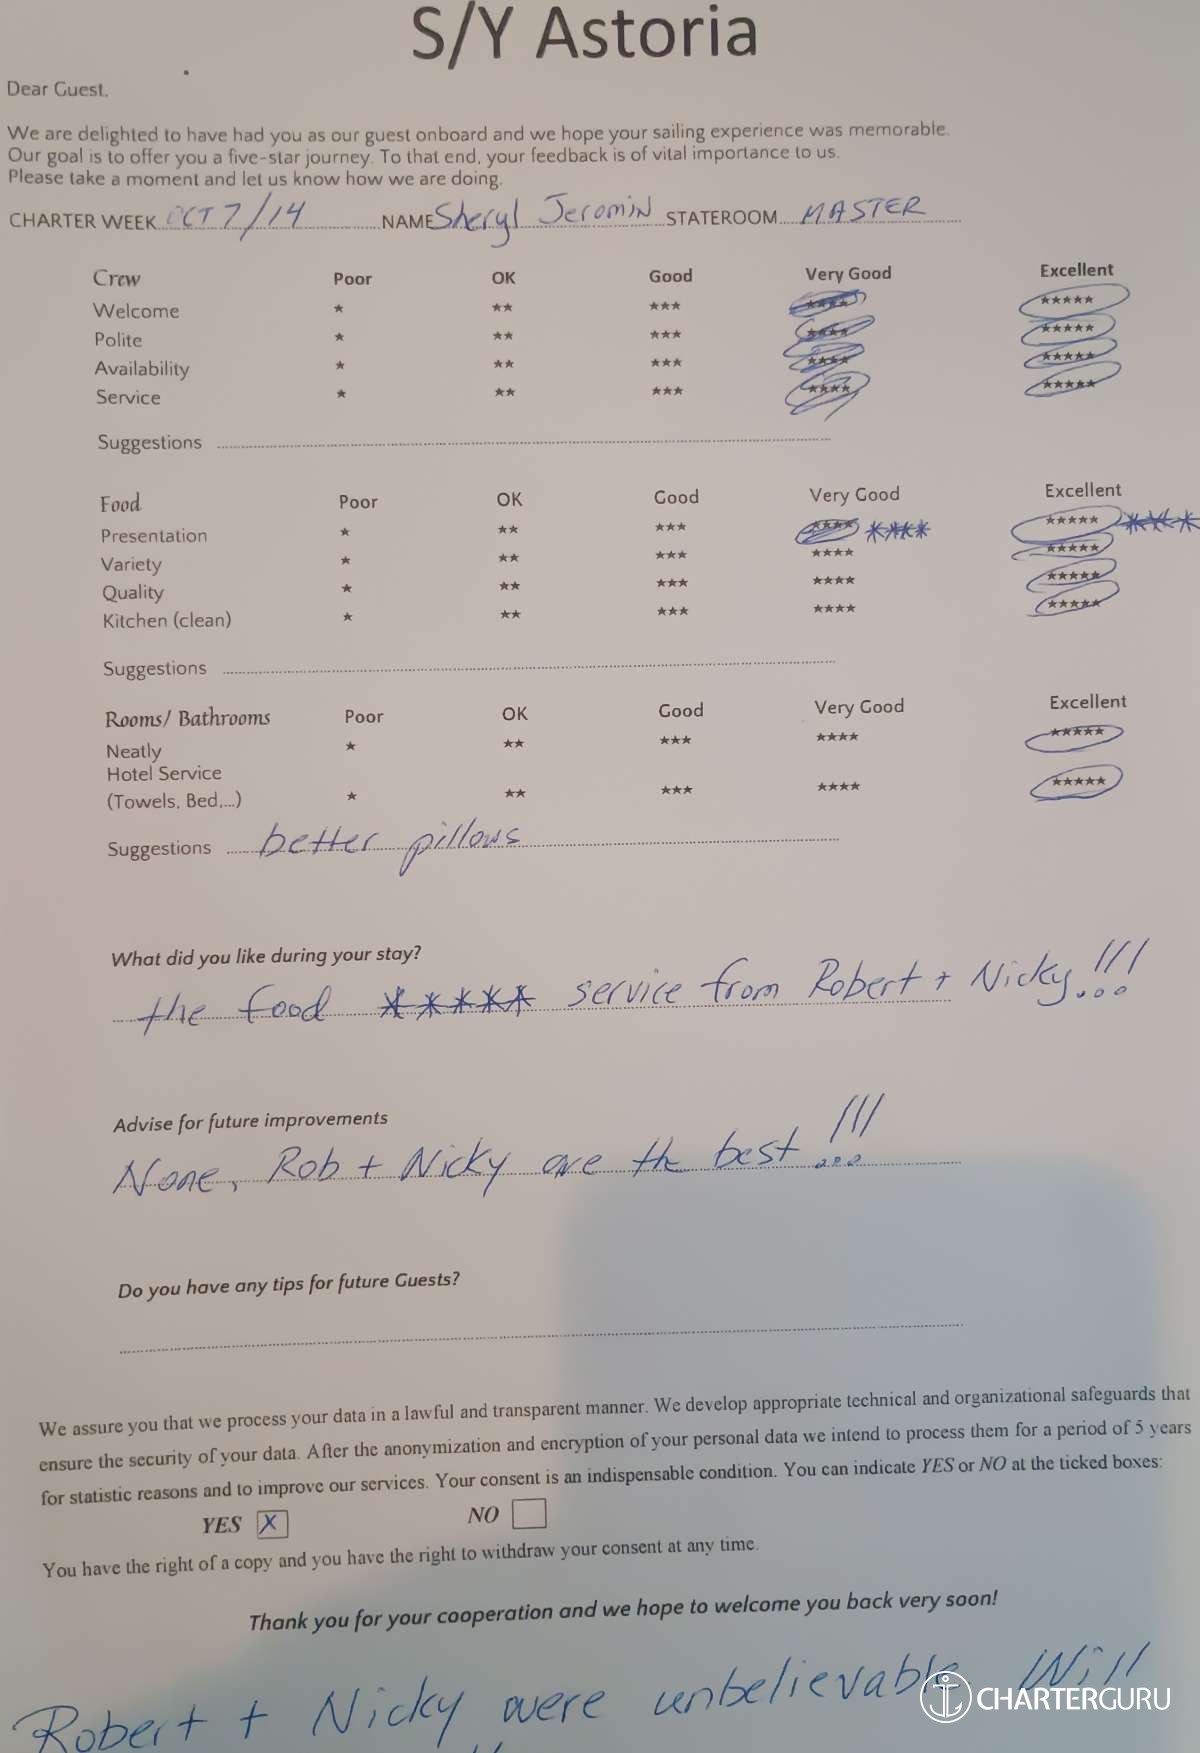 S/Y Astoria
Dear Guest,
We are delighted to have had you as our guest onboard and we hope your sailing experience was memorable.
Our goal is to offer you a five-star journey. To that end, your feedback is of vital importance to us.
Please take a moment and let us know how we are doing.
CHARTER WEEK OCT 7/14 NAME Sheryl Jeromin STATEROOM MASTER
Crew Poor OK Good Very Good Excellent
Welcome * ** *** **** *****
Polite * ** *** **** *****
Availability * ** *** **** *****
Service * ** *** **** *****
Suggestions
Food Poor OK Good Very Good Excellent
Presentation * ** *** **** **** ***** ****
Variety * ** *** **** *****
Quality * ** *** **** *****
Kitchen (clean) * ** *** **** *****
Suggestions
Rooms/ Bathrooms Poor OK Good Very Good Excellent
Neatly * ** *** **** *****
Hotel Service
(Towels, Bed,...) * ** *** **** *****
Suggestions better pillows
What did you like during your stay?
the food ***** service from Robert + Nicky!!!
Advise for future improvements
None, Rob + Nicky are the best!!!
Do you have any tips for future Guests?
We assure you that we process your data in a lawful and transparent manner. We develop appropriate technical and organizational safeguards that
ensure the security of your data. After the anonymization and encryption of your personal data we intend to process them for a period of 5 years
for statistic reasons and to improve our services. Your consent is an indispensable condition. You can indicate YES or NO at the ticked boxes:
YES X NO
You have the right of a copy and you have the right to withdraw your consent at any time.
Thank you for your cooperation and we hope to welcome you back very soon!
Robert + Nicky were unbelievable. Will
CHARTERGURU